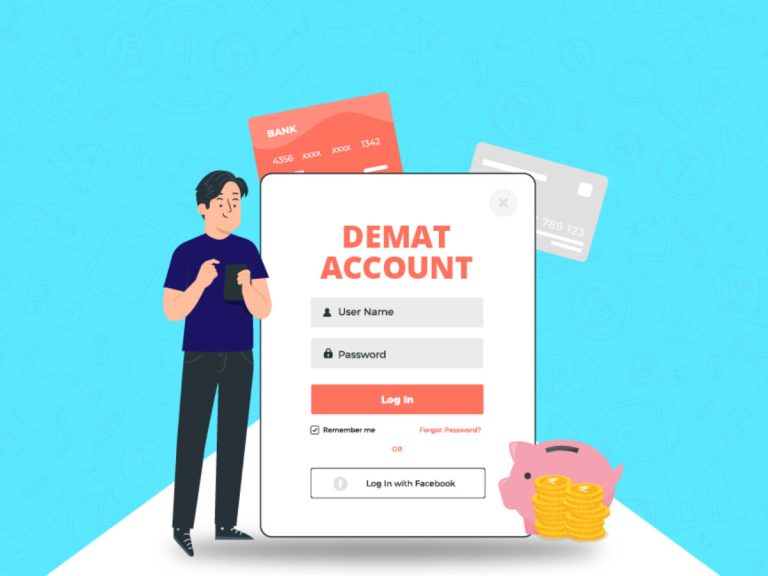 BANK
4356 xxxx xxxx 1342
789 123
DEMAT
ACCOUNT
User Name
Password
Log In
Remember me
Forgot Password?
OR
Log In with Facebook